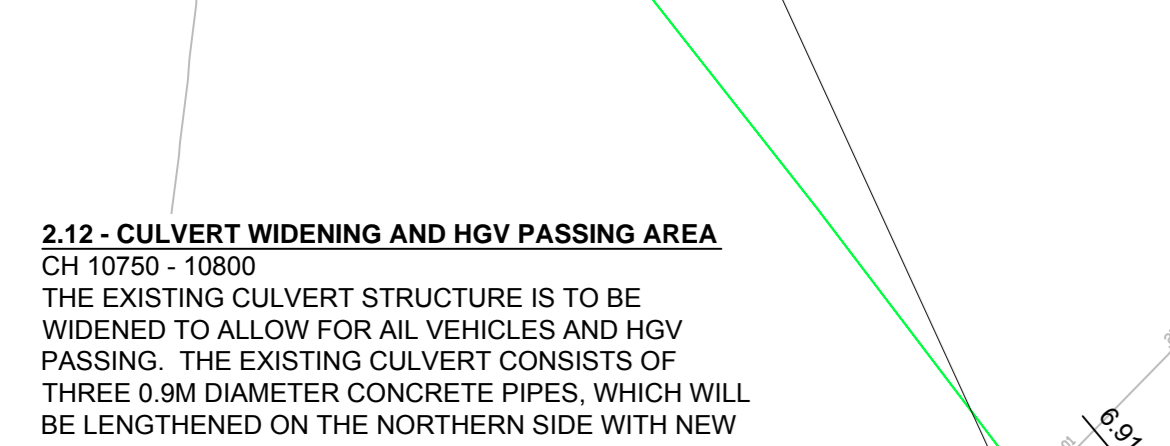 2.12 - CULVERT WIDENING AND HGV PASSING AREA
CH 10750 - 10800
THE EXISTING CULVERT STRUCTURE IS TO BE
WIDENED TO ALLOW FOR AIL VEHICLES AND HGV
PASSING.  THE EXISTING CULVERT CONSISTS OF
THREE 0.9M DIAMETER CONCRETE PIPES, WHICH WILL
BE LENGTHENED ON THE NORTHERN SIDE WITH NEW
6.91